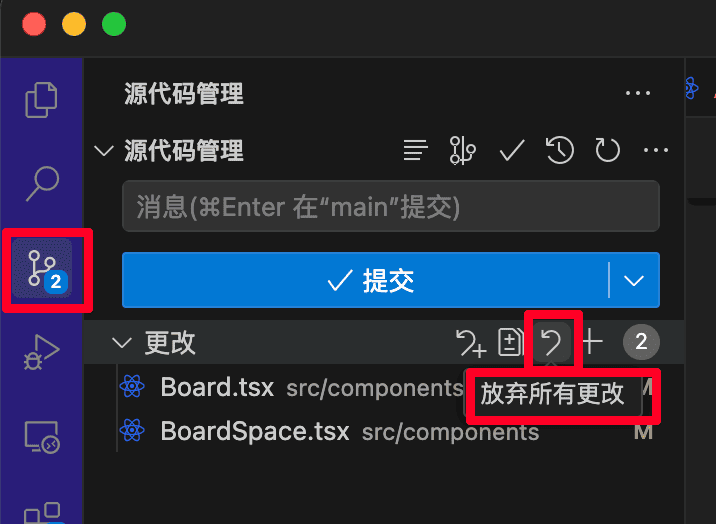 源代码管理
源代码管理
消息(⌘Enter 在“main”提交)
2
提交
更改
2
放弃所有更改
Board.tsx src/components M
BoardSpace.tsx src/components M